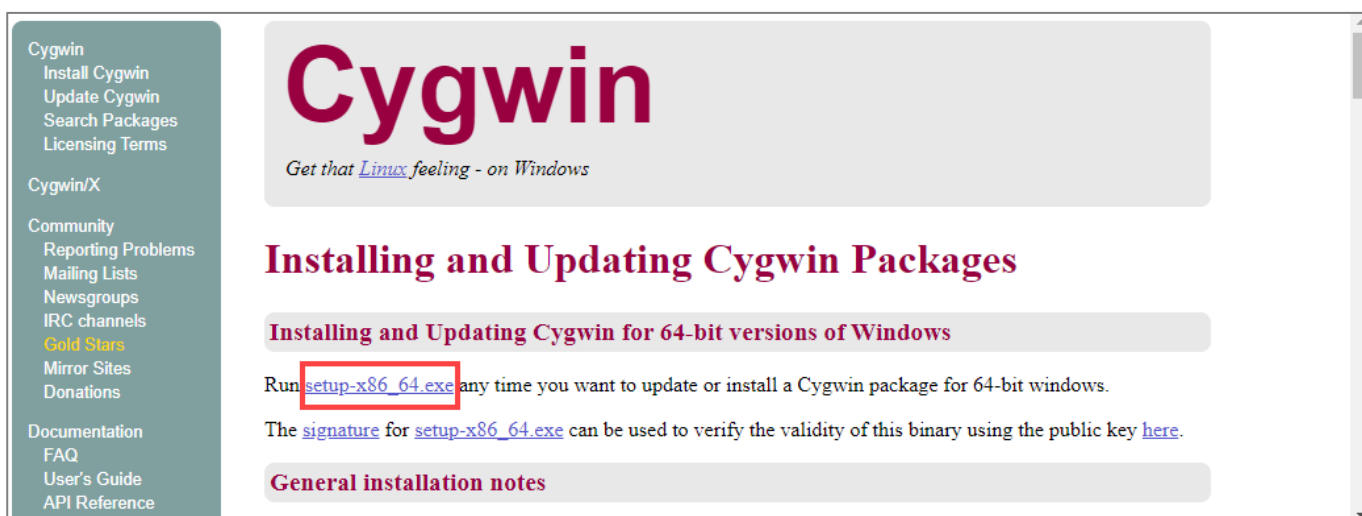 Cygwin
Install Cygwin
Update Cygwin
Search Packages
Licensing Terms
Cygwin/X
Community
Reporting Problems
Mailing Lists
Newsgroups
IRC channels
Gold Stars
Mirror Sites
Donations
Documentation
FAQ
User's Guide
API Reference
Cygwin
Get that Linux feeling - on Windows
Installing and Updating Cygwin Packages
Installing and Updating Cygwin for 64-bit versions of Windows
Run setup-x86_64.exe any time you want to update or install a Cygwin package for 64-bit windows.
The signature for setup-x86_64.exe can be used to verify the validity of this binary using the public key here.
General installation notes